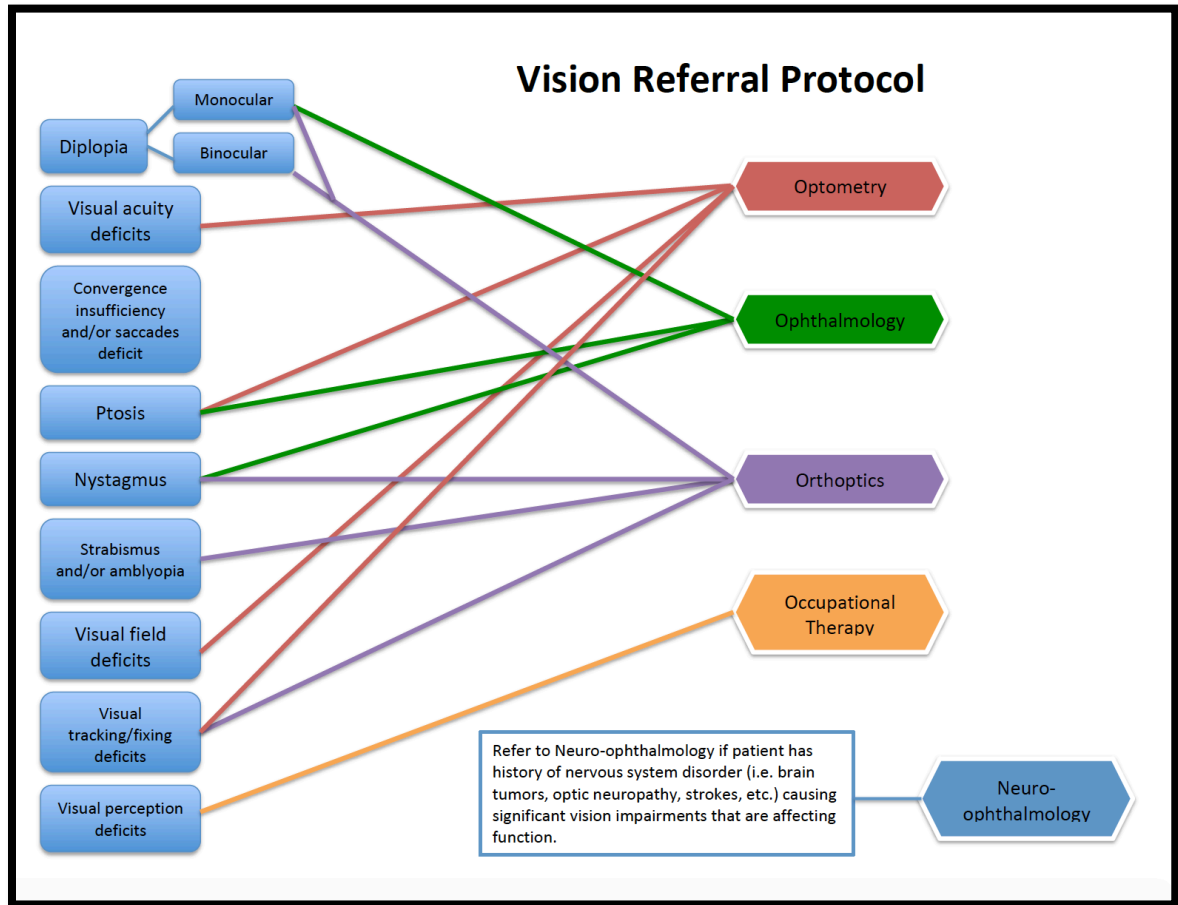 Vision Referral Protocol
Monocular
Diplopia
Binocular
Visual acuity
deficits
Convergence
insufficiency
and/or saccades
deficit
Ptosis
Nystagmus
Strabismus
and/or amblyopia
Visual field
deficits
Visual
tracking/fixing
deficits
Visual perception
deficits
Optometry
Ophthalmology
Orthoptics
Occupational
Therapy
Refer to Neuro-ophthalmology if patient has
history of nervous system disorder (i.e. brain
tumors, optic neuropathy, strokes, etc.) causing
significant vision impairments that are affecting
function.
Neuro-
ophthalmology